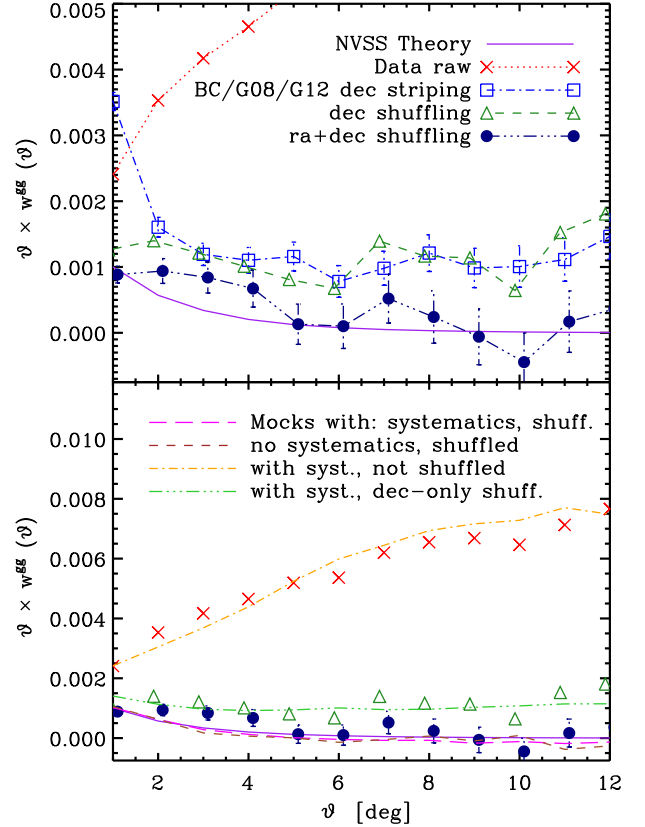 0.005
NVSS Theory
0.004
Data raw
BC/G08/G12 dec striping
0.003
dec shuffling
ra+dec shuffling
ϑ × w^gg (ϑ)
0.002
0.001
0.000
Mocks with: systematics, shuff.
0.010
no systematics, shuffled
with syst., not shuffled
0.008
with syst., dec-only shuff.
0.006
ϑ × w^gg (ϑ)
0.004
0.002
0.000
2 4 6 8 10 12
ϑ [deg]